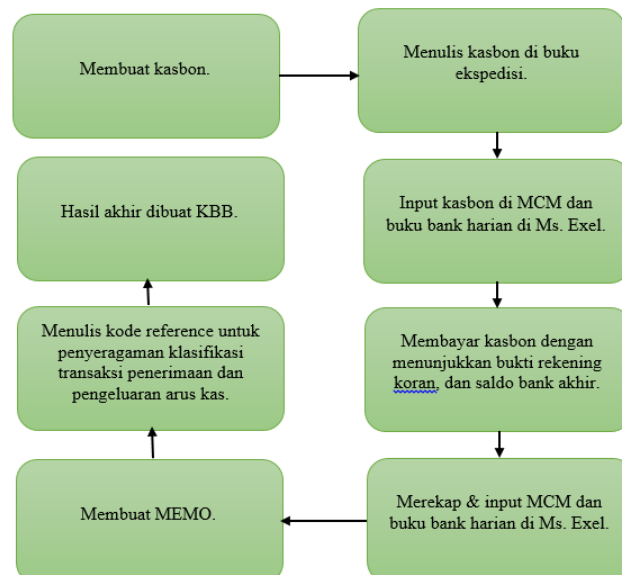 Membuat kasbon.
Menulis kasbon di buku
ekspedisi.
Input kasbon di MCM dan
buku bank harian di Ms. Exel.
Membayar kasbon dengan
menunjukkan bukti rekening
koran, dan saldo bank akhir.
Merekap & input MCM dan
buku bank harian di Ms. Exel.
Membuat MEMO.
Menulis kode reference untuk
penyeragaman klasifikasi
transaksi penerimaan dan
pengeluaran arus kas.
Hasil akhir dibuat KBB.